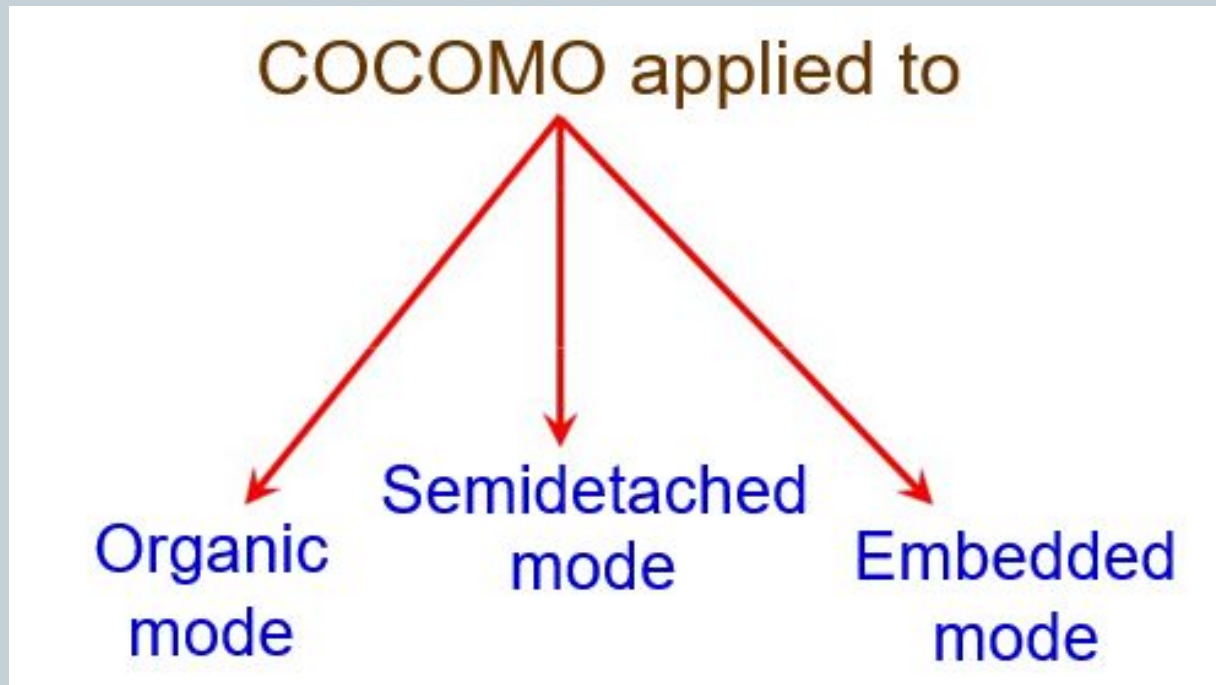 COCOMO applied to
Organic
mode
Semidetached
mode
Embedded
mode